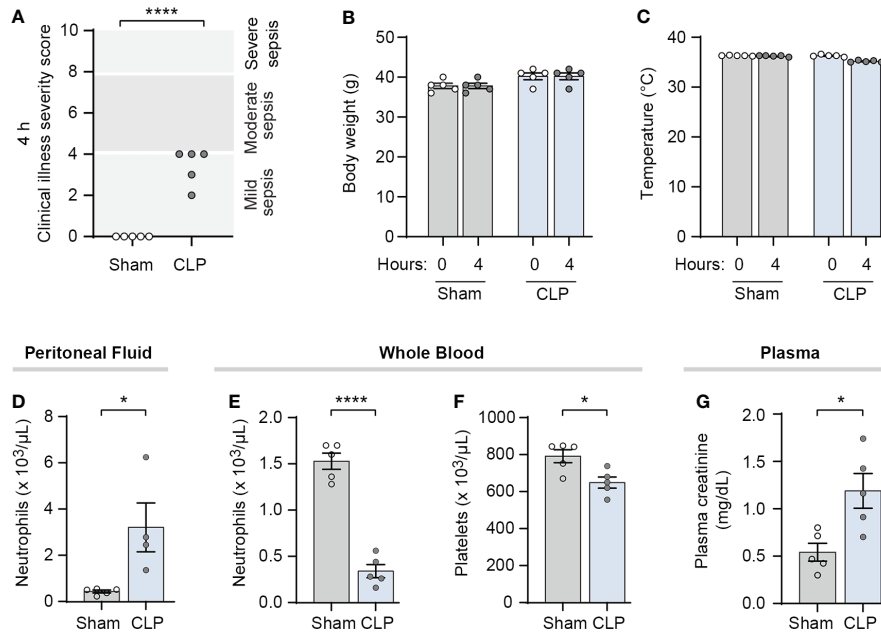 A
4 h
Clinical illness severity score
10
8
6
4
2
0
****
Severe sepsis
Moderate sepsis
Mild sepsis
Sham CLP
B
Body weight (g)
50
40
30
20
10
0
Hours: 0 4 0 4
Sham CLP
C
Temperature (°C)
40
30
20
10
0
Hours: 0 4 0 4
Sham CLP
Peritoneal Fluid
Whole Blood
Plasma
D
Neutrophils (x 10³/µL)
8
6
4
2
0
*
Sham CLP
E
Neutrophils (x 10³/µL)
2.0
1.5
1.0
0.5
0.0
****
Sham CLP
F
Platelets (x 10³/µL)
1000
800
600
400
200
0
*
Sham CLP
G
Plasma creatinine
(mg/dL)
2.0
1.5
1.0
0.5
0.0
*
Sham CLP